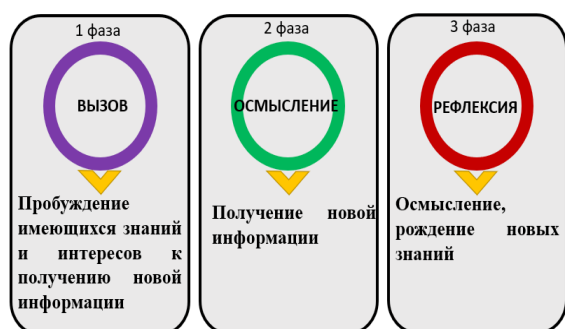 1 фаза
ВЫЗОВ
Пробуждение
имеющихся знаний
и интересов к
получению новой
информации
2 фаза
ОСМЫСЛЕНИЕ
Получение новой
информации
3 фаза
РЕФЛЕКСИЯ
Осмысление,
рождение новых
знаний